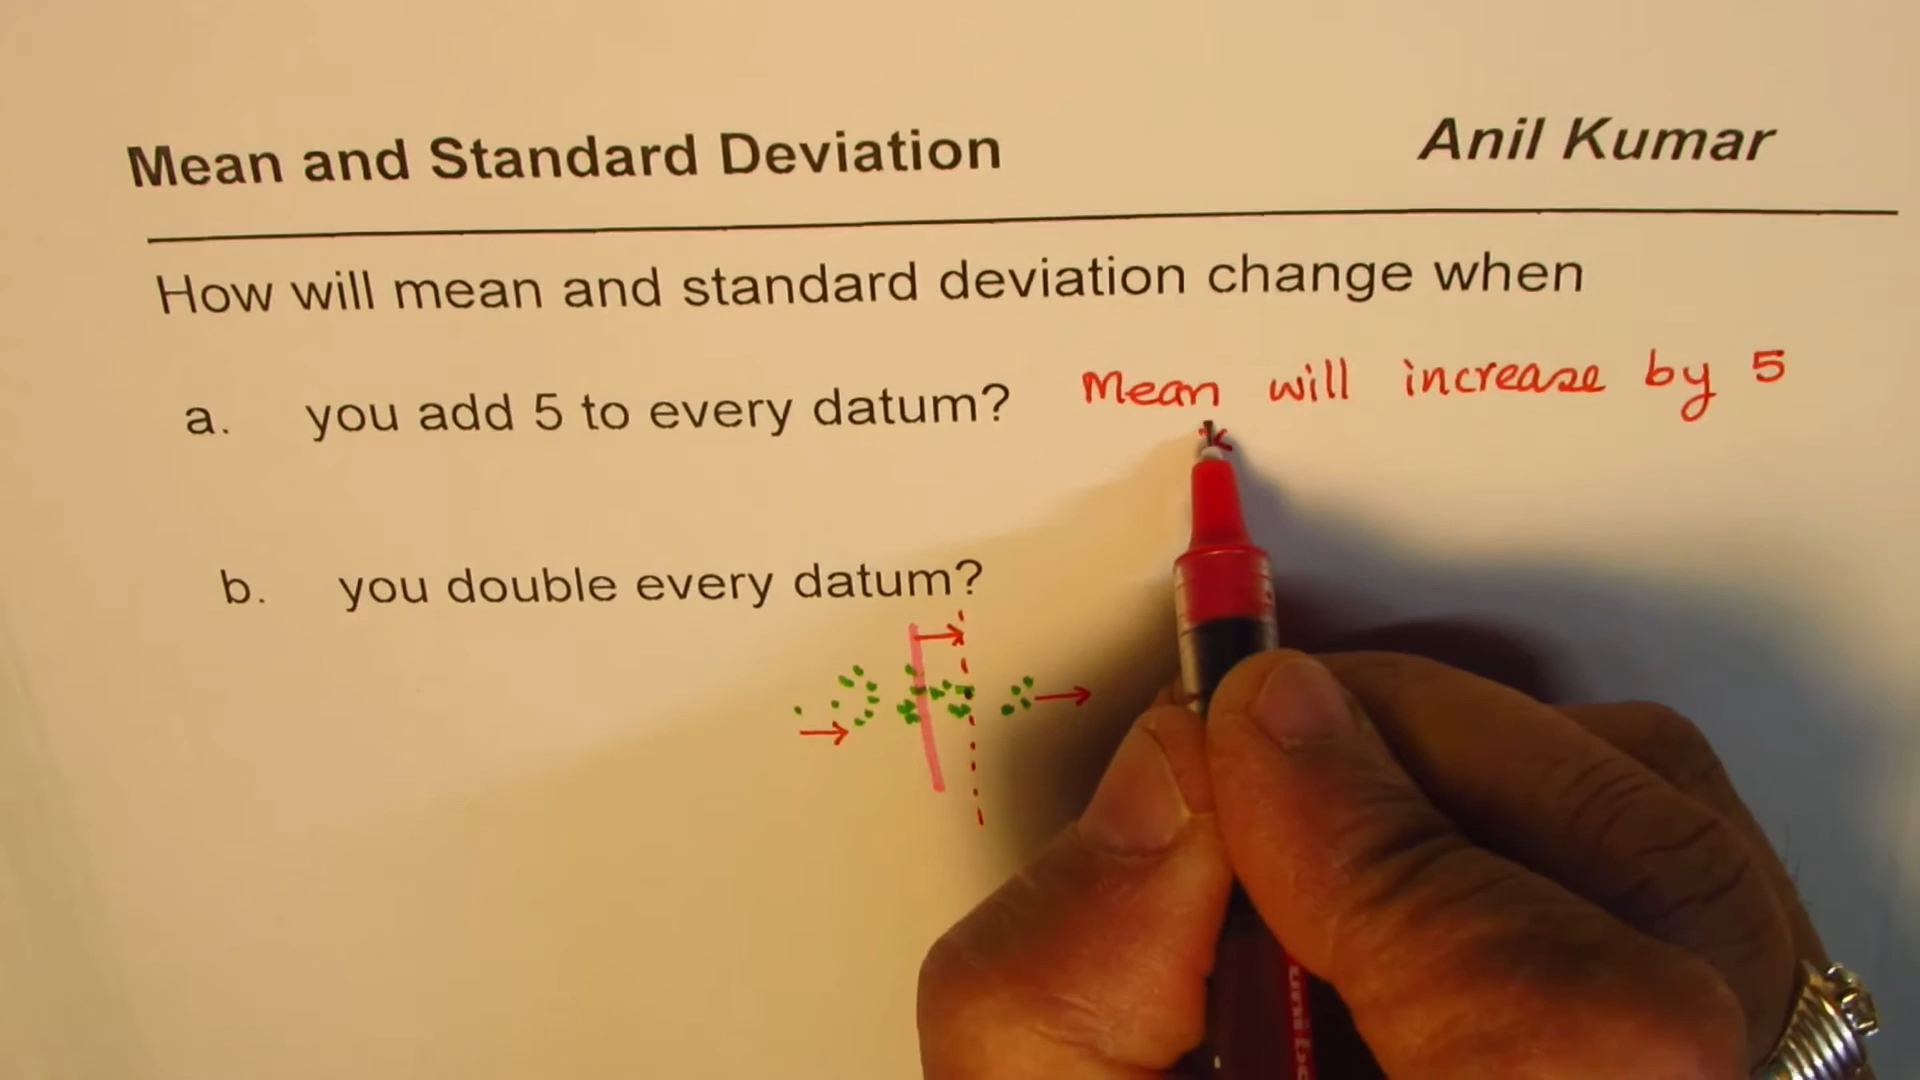 Mean and Standard Deviation Anil Kumar
How will mean and standard deviation change when
a. you add 5 to every datum? Mean will increase by 5
b. you double every datum?